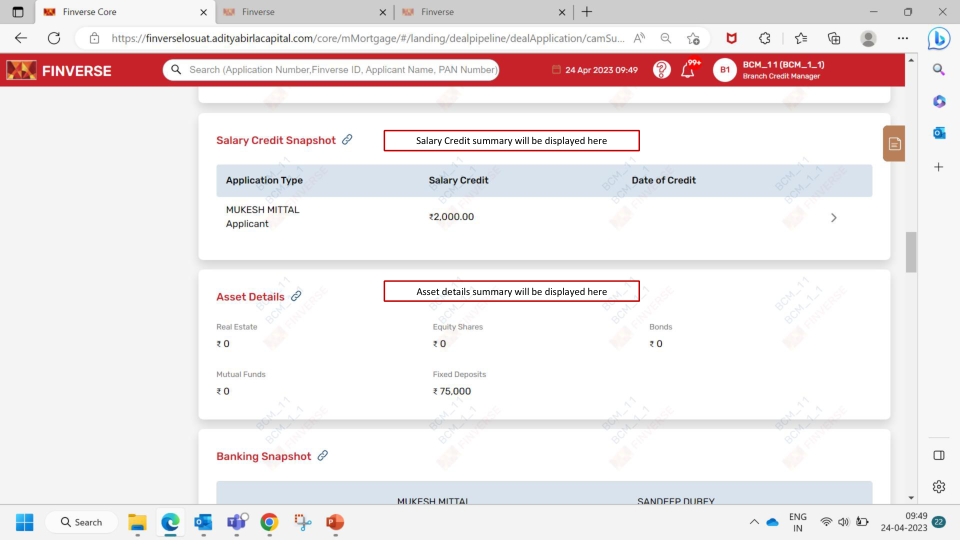 Finverse Core
Finverse
Finverse
https://finverselosuat.adityabirlacapital.com/core/mMortgage/#/landing/dealpipeline/dealApplication/camSu...
FINVERSE
Search (Application Number,Finverse ID, Applicant Name, PAN Number)
24 Apr 2023 09:49
99+
B1
BCM_1 1 (BCM_1_1)
Branch Credit Manager
Salary Credit Snapshot
Salary Credit summary will be displayed here
Application Type Salary Credit Date of Credit
MUKESH MITTAL
Applicant
₹2,000.00
Asset Details
Asset details summary will be displayed here
Real Estate Equity Shares Bonds
₹ 0 ₹ 0 ₹ 0
Mutual Funds Fixed Deposits
₹ 0 ₹ 75,000
Banking Snapshot
MUKESH MITTAL SANDEEP DUBEY
BCM_11
BCM_1_1
FINVERSE
Search
ENG
IN
09:49
24-04-2023
22